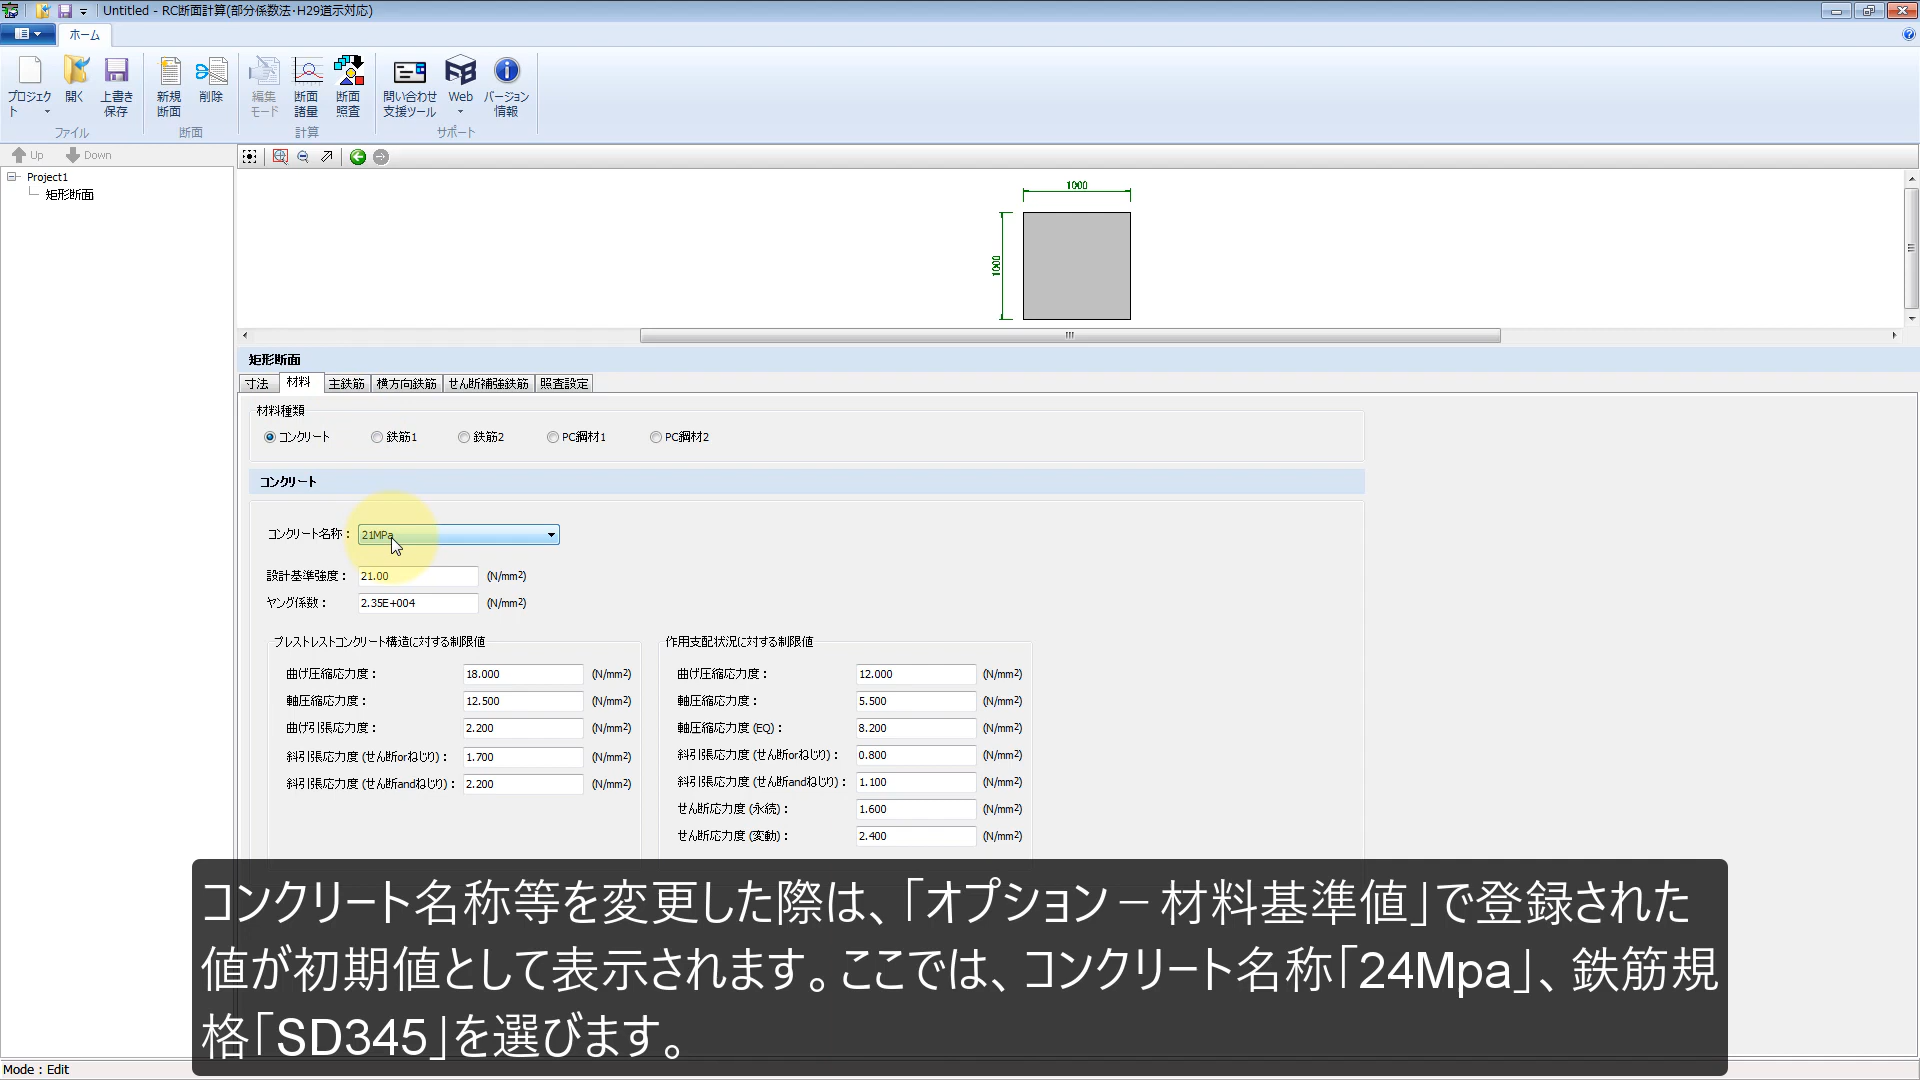 Untitled - RC断面計算(部分係数法・H29道示対応)
ホーム
プロジェクト
開く
上書き保存
新規断面
削除
編集モード
断面諸量
断面照査
問い合わせ支援ツール
Web
バージョン情報
ファイル
断面
計算
サポート
Up Down
Project1
矩形断面
1000
1000
矩形断面
寸法 材料 主鉄筋 横方向鉄筋 せん断補強鉄筋 照査設定
材料種類
コンクリート 鉄筋1 鉄筋2 PC鋼材1 PC鋼材2
コンクリート
コンクリート名称： 21MPa
設計基準強度： 21.00 (N/mm2)
ヤング係数： 2.35E+004 (N/mm2)
プレストレストコンクリート構造に対する制限値
曲げ圧縮応力度： 18.000 (N/mm2)
軸圧縮応力度： 12.500 (N/mm2)
曲げ引張応力度： 2.200 (N/mm2)
斜引張応力度 (せん断orねじり)： 1.700 (N/mm2)
斜引張応力度 (せん断andねじり)： 2.200 (N/mm2)
作用支配状況に対する制限値
曲げ圧縮応力度： 12.000 (N/mm2)
軸圧縮応力度： 5.500 (N/mm2)
軸圧縮応力度 (EQ)： 8.200 (N/mm2)
斜引張応力度 (せん断orねじり)： 0.800 (N/mm2)
斜引張応力度 (せん断andねじり)： 1.100 (N/mm2)
せん断応力度 (永続)： 1.600 (N/mm2)
せん断応力度 (変動)： 2.400 (N/mm2)
コンクリート名称等を変更した際は、「オプション－材料基準値」で登録された
値が初期値として表示されます。ここでは、コンクリート名称「24Mpa」、鉄筋規
格「SD345」を選びます。
Mode : Edit